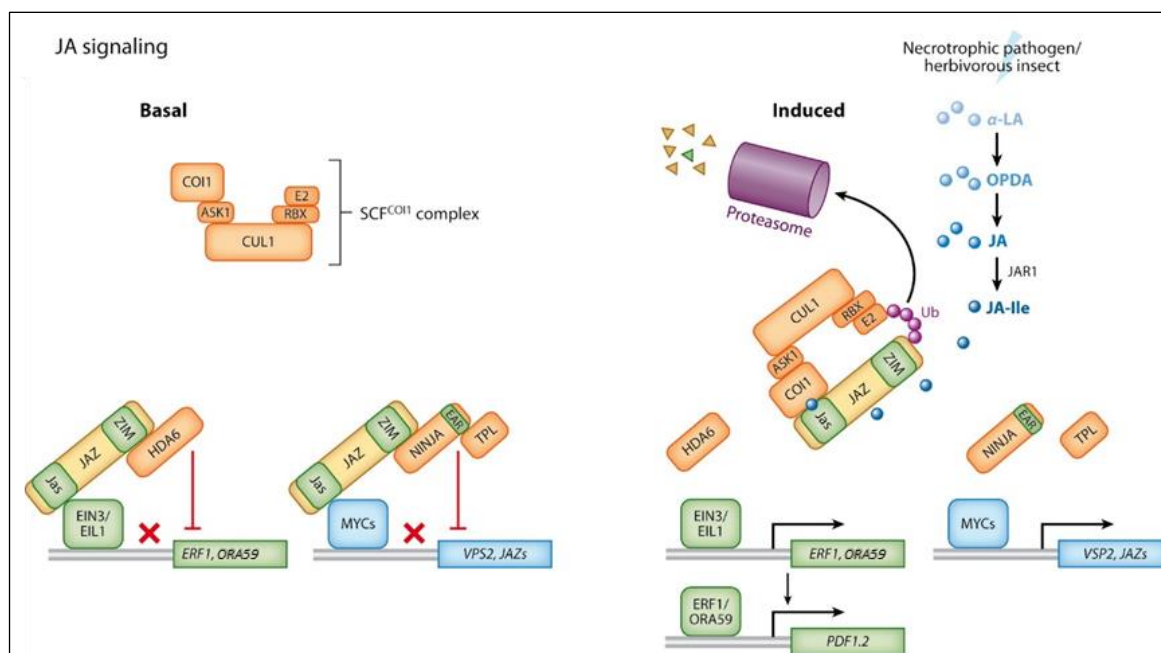 JA signaling
Basal
COI1
ASK1
E2
RBX
CUL1
SCF^COI1 complex
ZIM
JAZ
Jas
HDA6
EIN3/
EIL1
ERF1, ORA59
ZIM
JAZ
Jas
NINJA
EAR
TPL
MYCs
VPS2, JAZs
Necrotrophic pathogen/
herbivorous insect
Induced
α-LA
OPDA
JA
JAR1
JA-Ile
Proteasome
CUL1
RBX
E2
Ub
ASK1
COI1
ZIM
JAZ
Jas
HDA6
NINJA
EAR
TPL
EIN3/
EIL1
ERF1, ORA59
MYCs
VSP2, JAZs
ERF1/
ORA59
PDF1.2